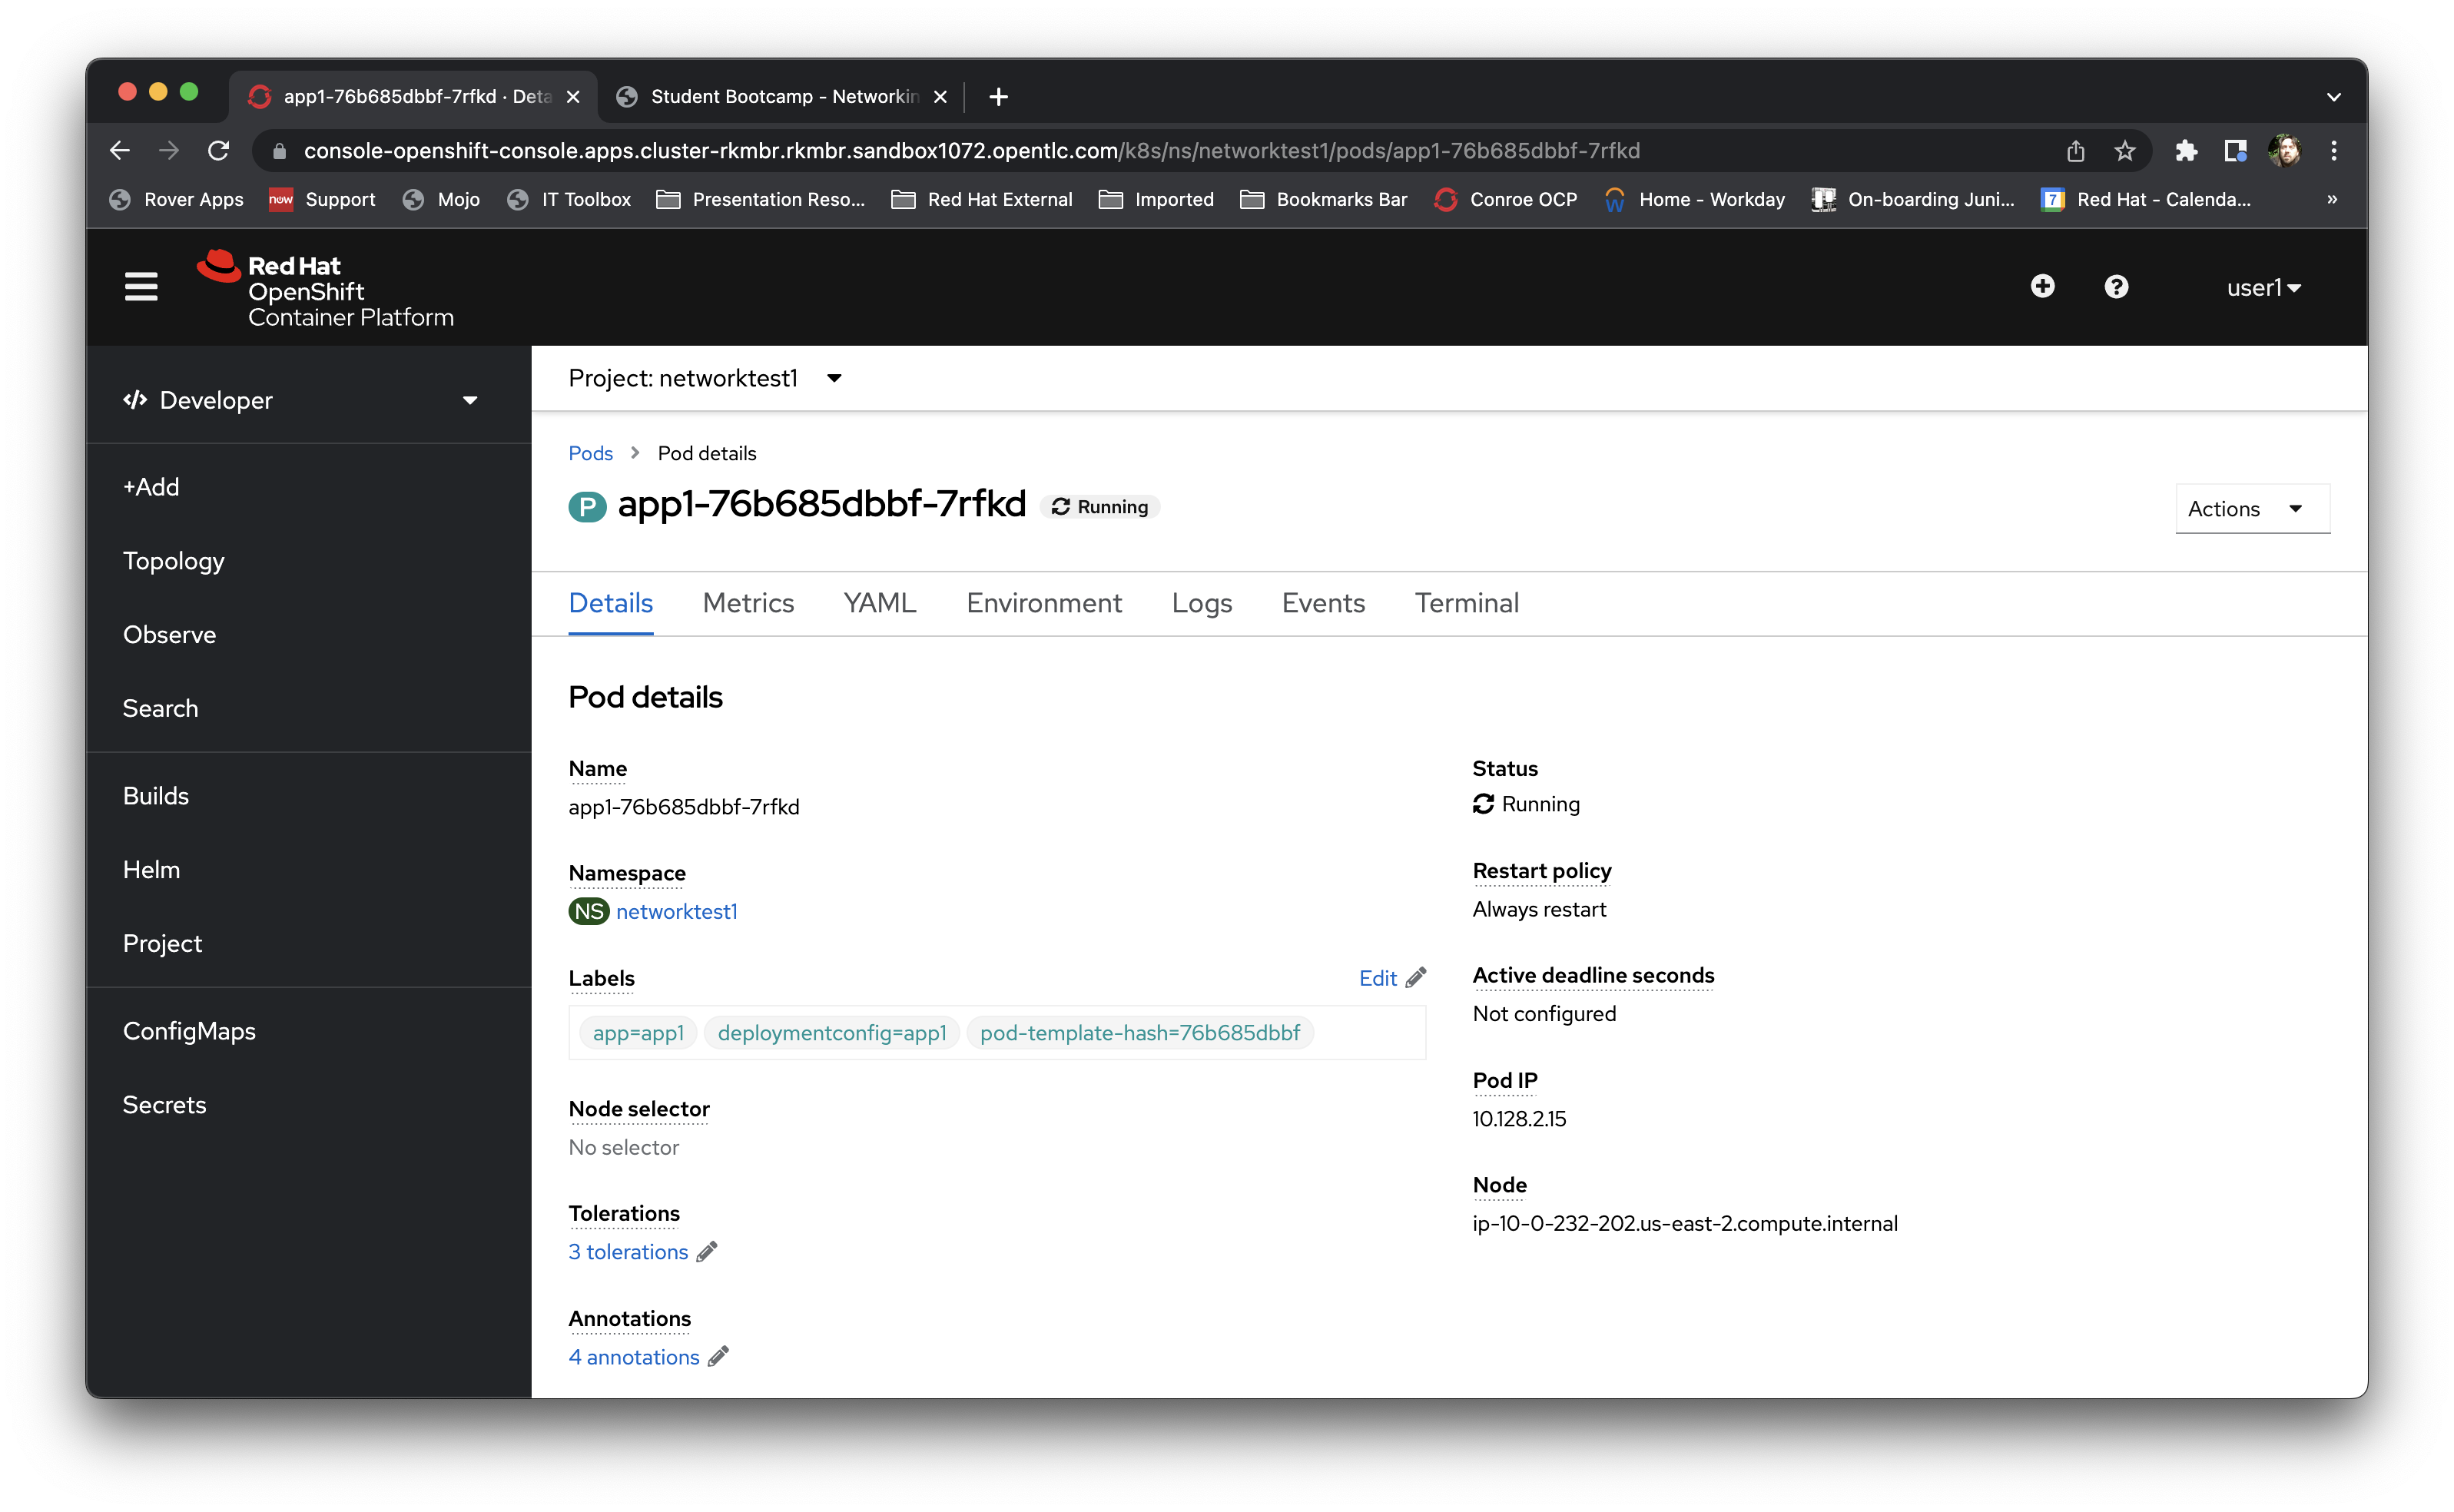 app1-76b685dbbf-7rfkd · Deta
Student Bootcamp - Networkin
console-openshift-console.apps.cluster-rkmbr.rkmbr.sandbox1072.opentlc.com/k8s/ns/networktest1/pods/app1-76b685dbbf-7rfkd
Rover Apps now Support Mojo IT Toolbox Presentation Reso... Red Hat External Imported Bookmarks Bar Conroe OCP W Home - Workday On-boarding Juni... 7 Red Hat - Calenda... »
Red Hat
OpenShift
Container Platform
user1
Developer
+Add
Topology
Observe
Search
Builds
Helm
Project
ConfigMaps
Secrets
Project: networktest1
Pods > Pod details
P app1-76b685dbbf-7rfkd Running
Actions
Details Metrics YAML Environment Logs Events Terminal
Pod details
Name
app1-76b685dbbf-7rfkd
Namespace
NS networktest1
Labels Edit
app=app1 deploymentconfig=app1 pod-template-hash=76b685dbbf
Node selector
No selector
Tolerations
3 tolerations
Annotations
4 annotations
Status
Running
Restart policy
Always restart
Active deadline seconds
Not configured
Pod IP
10.128.2.15
Node
ip-10-0-232-202.us-east-2.compute.internal